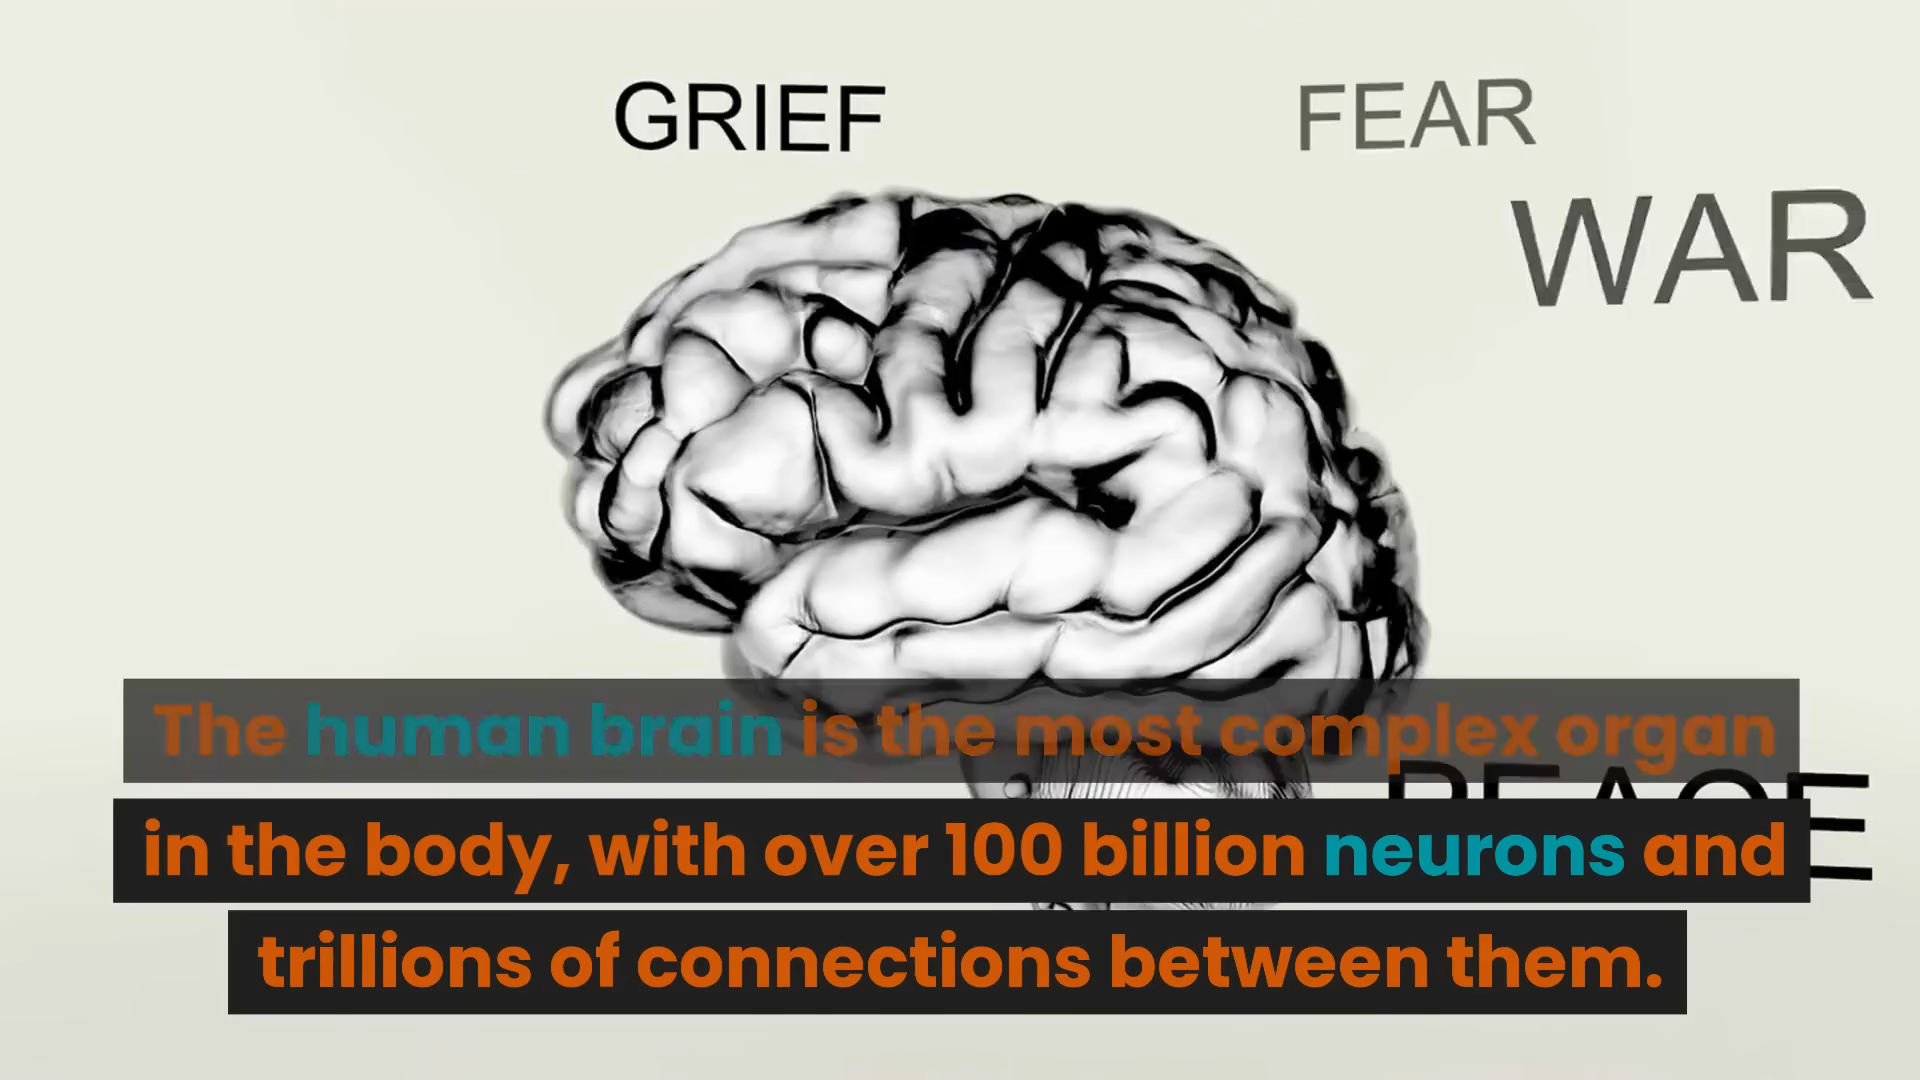 GRIEF
FEAR
WAR
The human brain is the most complex organ
PEACE
in the body, with over 100 billion neurons and
trillions of connections between them.